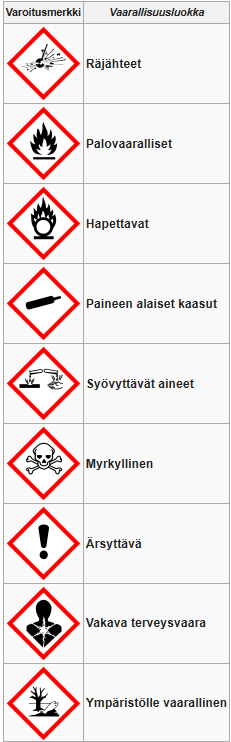 Varoitusmerkki Vaarallisuusluokka
Räjähteet
Palovaaralliset
Hapettavat
Paineen alaiset kaasut
Syövyttävät aineet
Myrkyllinen
Ärsyttävä
Vakava terveysvaara
Ympäristölle vaarallinen